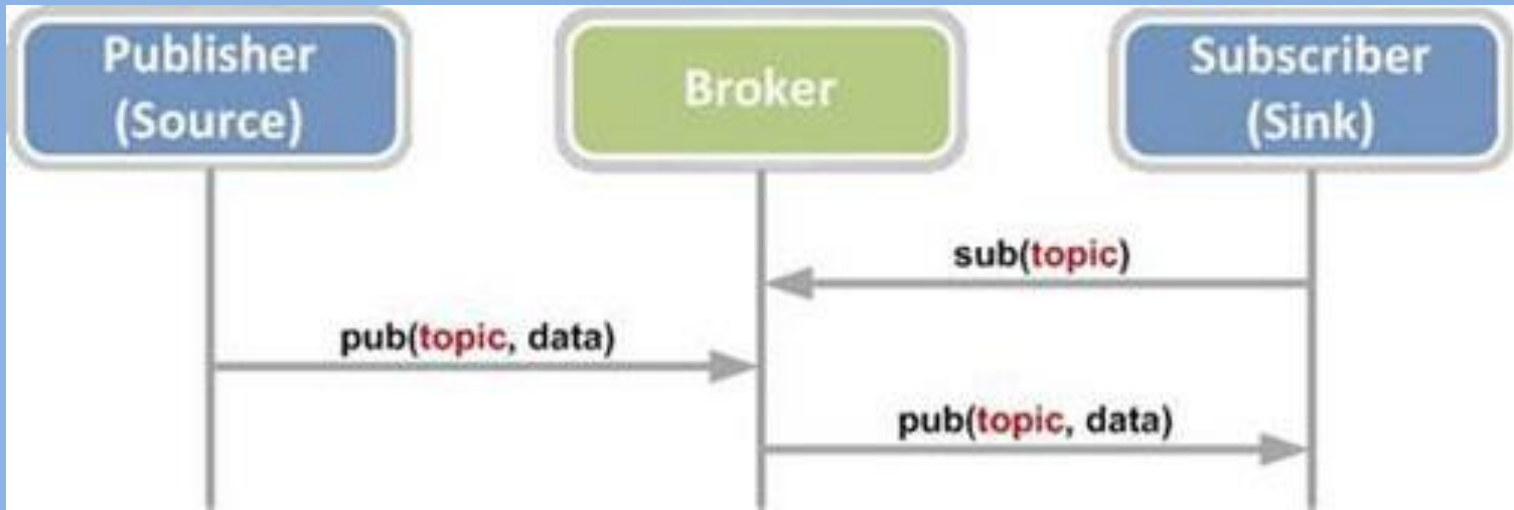 Publisher
(Source)
Broker
Subscriber
(Sink)
sub(topic)
pub(topic, data)
pub(topic, data)